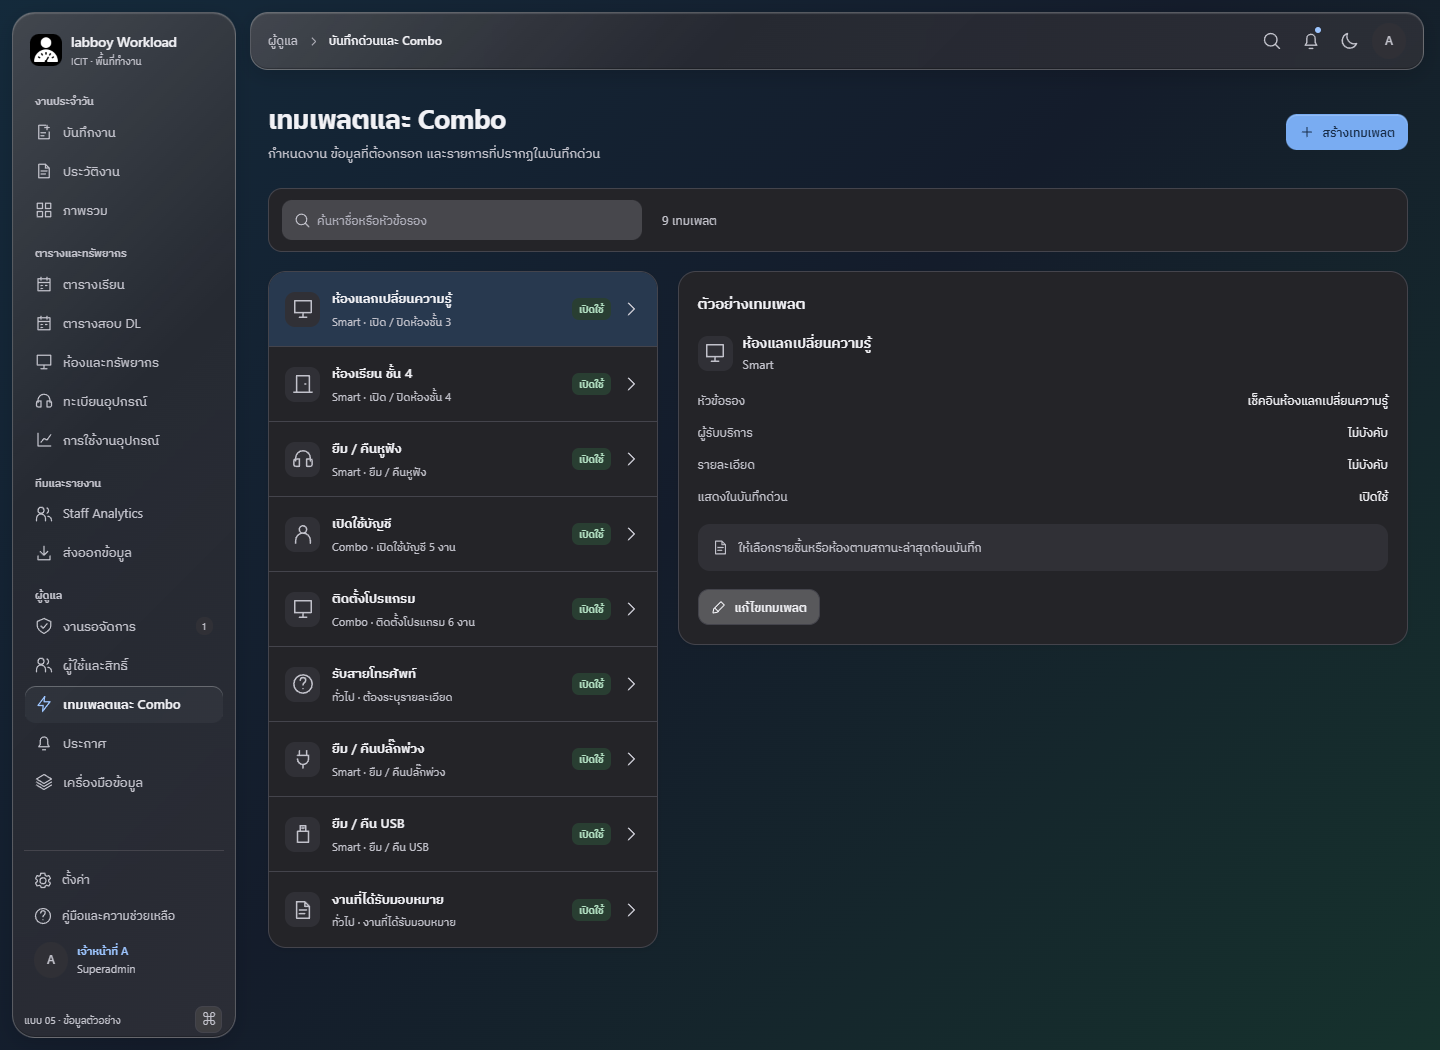 labboy Workload
ICIT · พื้นที่ทำงาน
งานประจำวัน
บันทึกงาน
ประวัติงาน
ภาพรวม
ตารางและทรัพยากร
ตารางเรียน
ตารางสอบ DL
ห้องและทรัพยากร
ทะเบียนอุปกรณ์
การใช้งานอุปกรณ์
ทีมและรายงาน
Staff Analytics
ส่งออกข้อมูล
ผู้ดูแล
งานรอจัดการ 1
ผู้ใช้และสิทธิ์
เทมเพลตและ Combo
ประกาศ
เครื่องมือข้อมูล
ตั้งค่า
คู่มือและความช่วยเหลือ
A
เจ้าหน้าที่ A
Superadmin
แบบ 05 · ข้อมูลตัวอย่าง
ผู้ดูแล
บันทึกด่วนและ Combo
A
เทมเพลตและ Combo
กำหนดงาน ข้อมูลที่ต้องกรอก และรายการที่ปรากฏในบันทึกด่วน
สร้างเทมเพลต
ค้นหาชื่อหรือหัวข้อรอง
9 เทมเพลต
ห้องแลกเปลี่ยนความรู้
Smart · เปิด / ปิดห้องชั้น 3
เปิดใช้
ห้องเรียน ชั้น 4
Smart · เปิด / ปิดห้องชั้น 4
เปิดใช้
ยืม / คืนหูฟัง
Smart · ยืม / คืนหูฟัง
เปิดใช้
เปิดใช้บัญชี
Combo · เปิดใช้บัญชี 5 งาน
เปิดใช้
ติดตั้งโปรแกรม
Combo · ติดตั้งโปรแกรม 6 งาน
เปิดใช้
รับสายโทรศัพท์
ทั่วไป · ต้องระบุรายละเอียด
เปิดใช้
ยืม / คืนปลั๊กพ่วง
Smart · ยืม / คืนปลั๊กพ่วง
เปิดใช้
ยืม / คืน USB
Smart · ยืม / คืน USB
เปิดใช้
งานที่ได้รับมอบหมาย
ทั่วไป · งานที่ได้รับมอบหมาย
เปิดใช้
ตัวอย่างเทมเพลต
ห้องแลกเปลี่ยนความรู้
Smart
หัวข้อรอง เช็คอินห้องแลกเปลี่ยนความรู้
ผู้รับบริการ ไม่บังคับ
รายละเอียด ไม่บังคับ
แสดงในบันทึกด่วน เปิดใช้
ให้เลือกรายชิ้นหรือห้องตามสถานะล่าสุดก่อนบันทึก
แก้ไขเทมเพลต